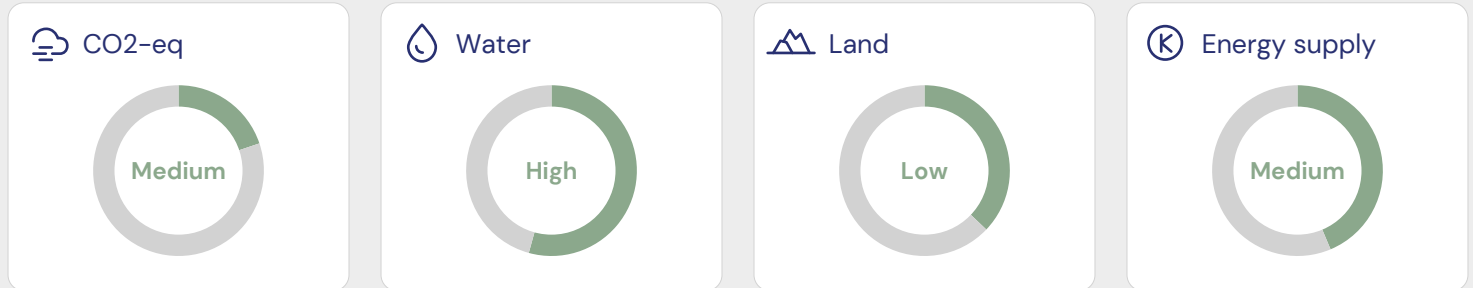 CO2-eq
Medium
Water
High
Land
Low
Energy supply
Medium